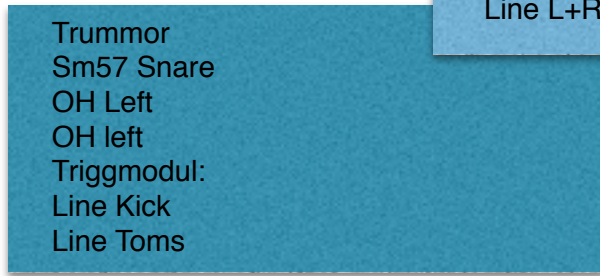 Line L+R
Trummor
Sm57 Snare
OH Left
OH left
Triggmodul:
Line Kick
Line Toms